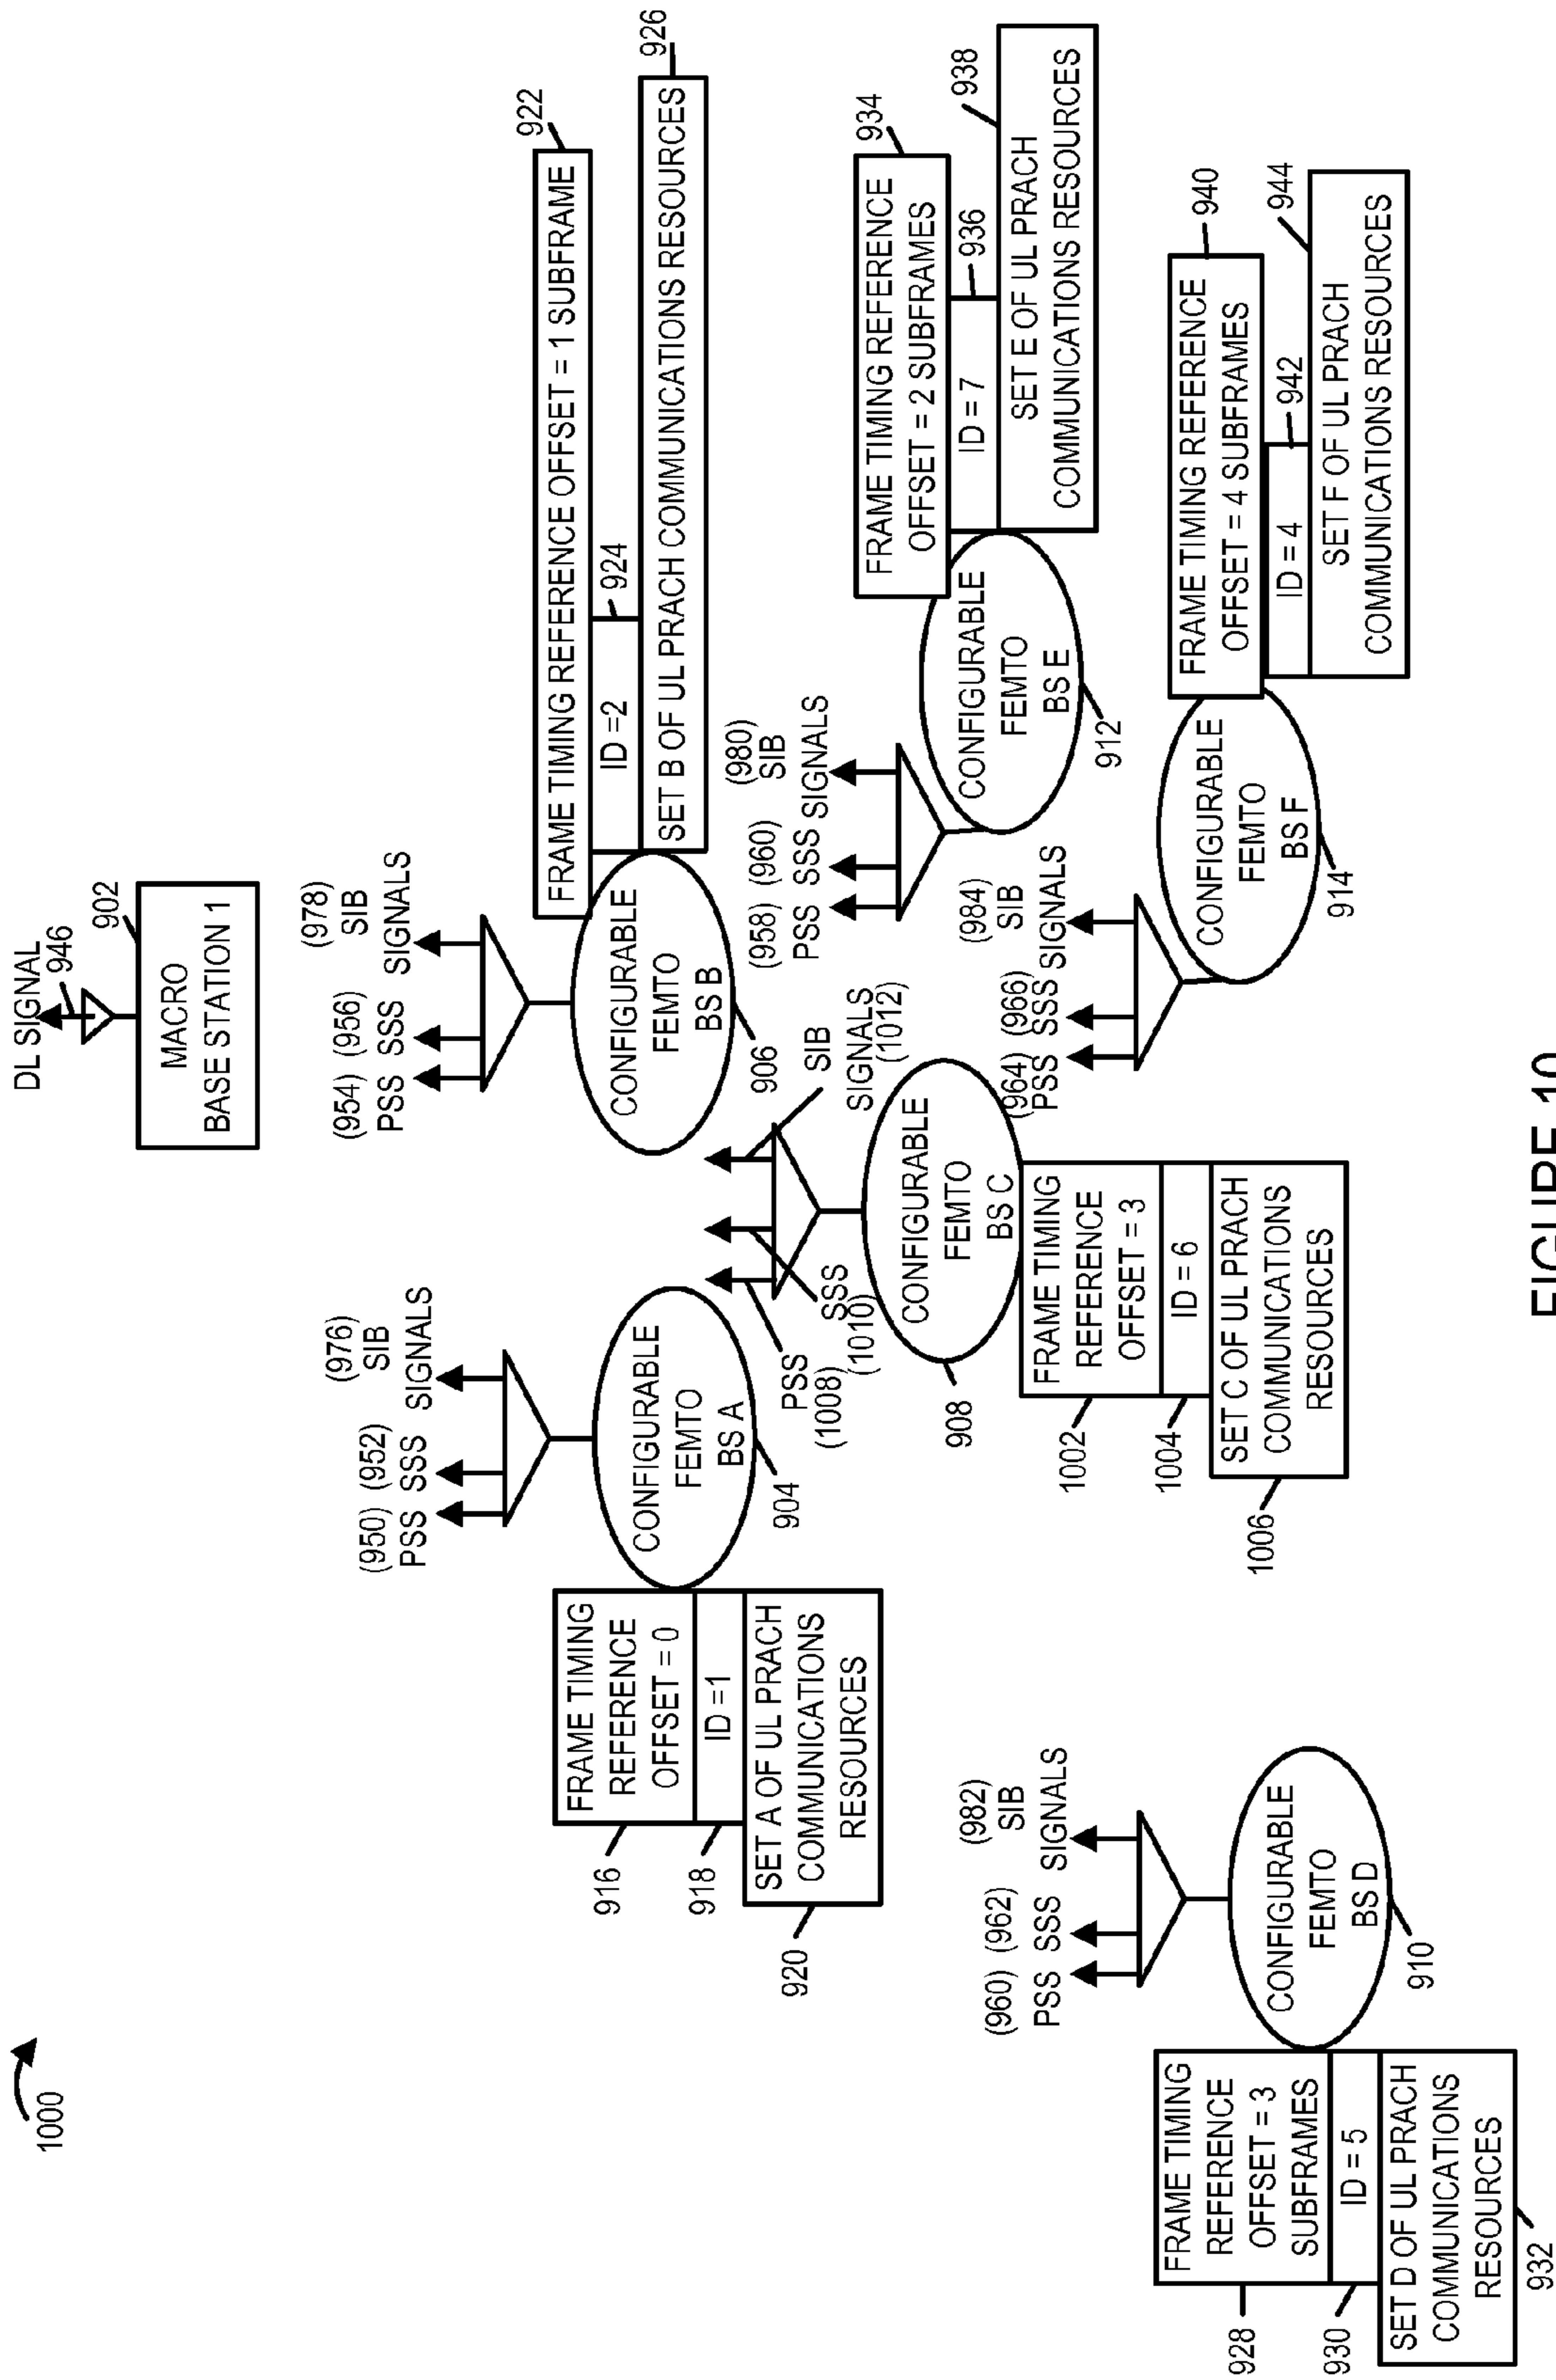 1000
DL SIGNAL
946
902
MACRO
BASE STATION 1
(976)
SIB
(950) (952)
PSS SSS SIGNALS
CONFIGURABLE
FEMTO
BS A
904
FRAME TIMING
REFERENCE
OFFSET = 0
916
ID =1
918
SET A OF UL PRACH
COMMUNICATIONS
RESOURCES
920
(978)
SIB
(954) (956)
PSS SSS SIGNALS
CONFIGURABLE
FEMTO
BS B
906
FRAME TIMING REFERENCE OFFSET = 1 SUBFRAME
922
ID =2
924
SET B OF UL PRACH COMMUNICATIONS RESOURCES
926
PSS
(1008)
SSS
(1010)
SIB
SIGNALS
(1012)
CONFIGURABLE
FEMTO
BS C
908
FRAME TIMING
REFERENCE
OFFSET = 3
1002
ID = 6
1004
SET C OF UL PRACH
COMMUNICATIONS
RESOURCES
1006
(980)
SIB
(958) (960)
PSS SSS SIGNALS
CONFIGURABLE
FEMTO
BS E
912
FRAME TIMING REFERENCE
OFFSET = 2 SUBFRAMES
934
ID = 7
936
SET E OF UL PRACH
COMMUNICATIONS RESOURCES
938
(982)
SIB
(960) (962)
PSS SSS SIGNALS
CONFIGURABLE
FEMTO
BS D
910
FRAME TIMING
REFERENCE
OFFSET = 3
SUBFRAMES
928
ID = 5
930
SET D OF UL PRACH
COMMUNICATIONS
RESOURCES
932
(984)
SIB
(964) (966)
PSS SSS SIGNALS
CONFIGURABLE
FEMTO
BS F
914
FRAME TIMING REFERENCE
OFFSET = 4 SUBFRAMES
940
ID = 4
942
SET F OF UL PRACH
COMMUNICATIONS RESOURCES
944
FIGURE 10